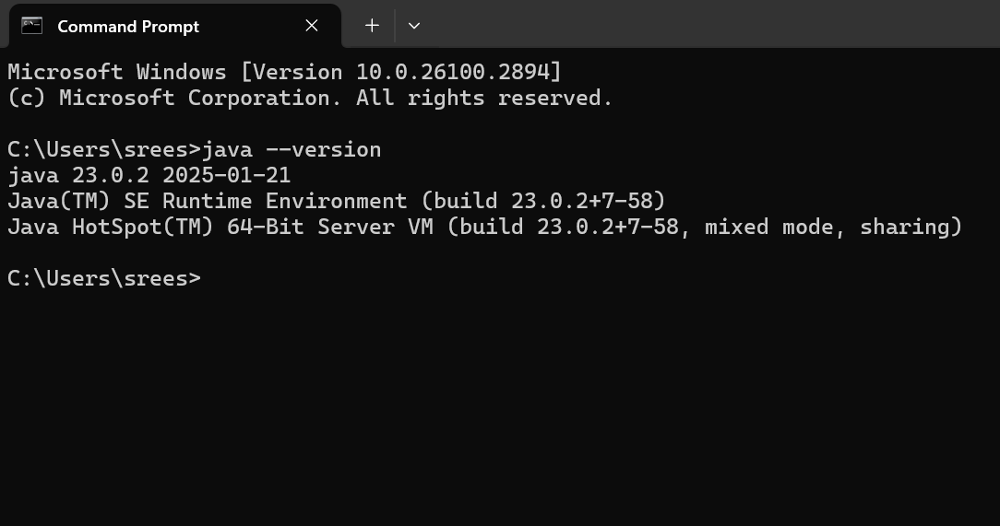 Command Prompt
Microsoft Windows [Version 10.0.26100.2894]
(c) Microsoft Corporation. All rights reserved.
C:\Users\srees>java --version
java 23.0.2 2025-01-21
Java(TM) SE Runtime Environment (build 23.0.2+7-58)
Java HotSpot(TM) 64-Bit Server VM (build 23.0.2+7-58, mixed mode, sharing)
C:\Users\srees>